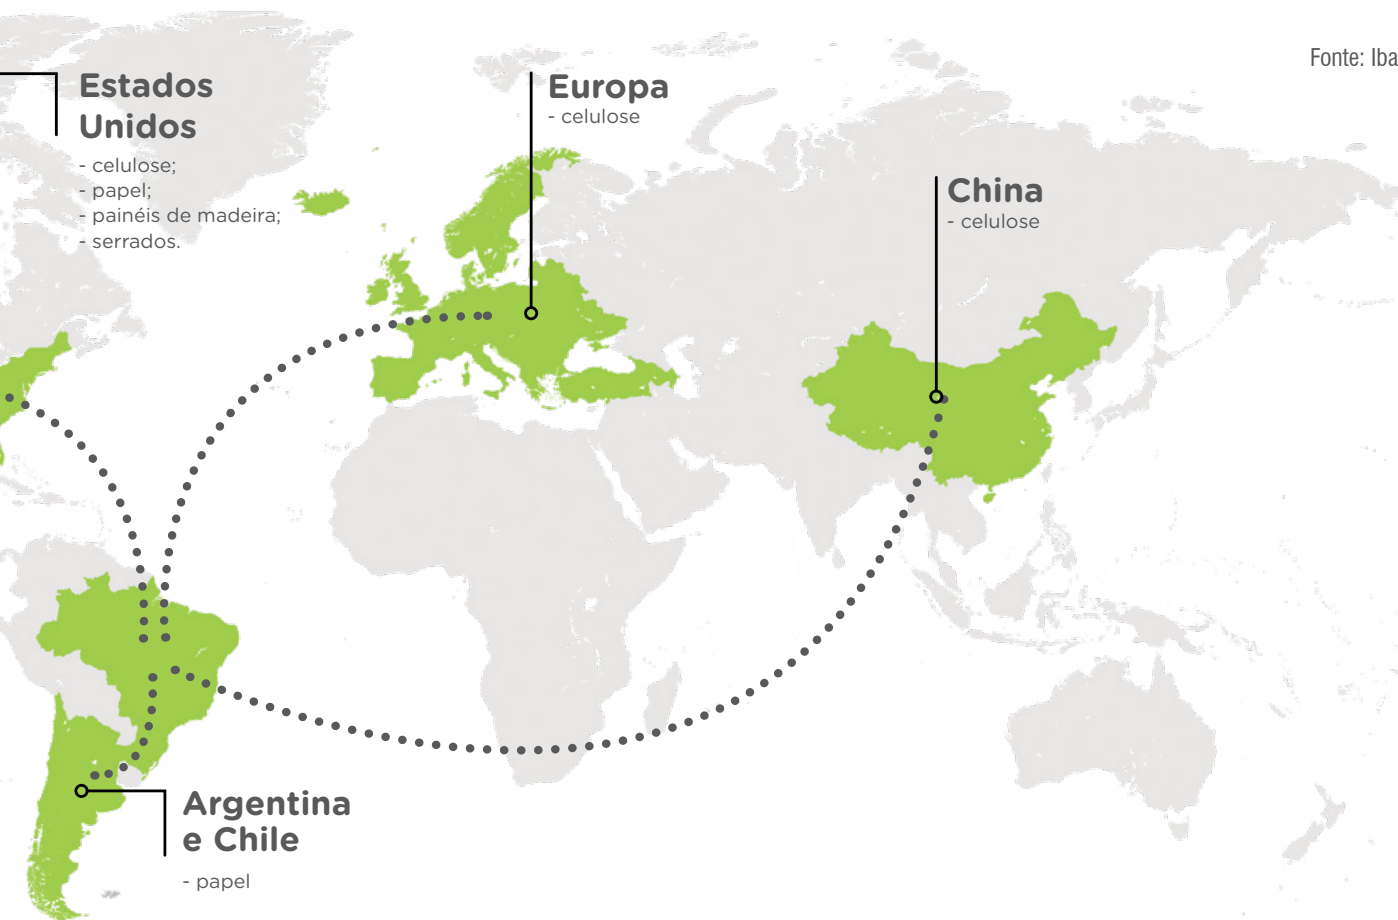 Fonte: Iba
Estados
Unidos
- celulose;
- papel;
- painéis de madeira;
- serrados.
Europa
- celulose
China
- celulose
Argentina
e Chile
- papel